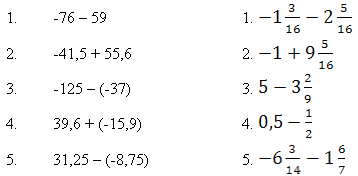 1. -76 – 59 1. −1 3/16 − 2 5/16
2. -41,5 + 55,6 2. −1 + 9 5/16
3. -125 – (-37) 3. 5 − 3 2/9
4. 39,6 + (-15,9) 4. 0,5 − 1/2
5. 31,25 – (-8,75) 5. −6 3/14 − 1 6/7